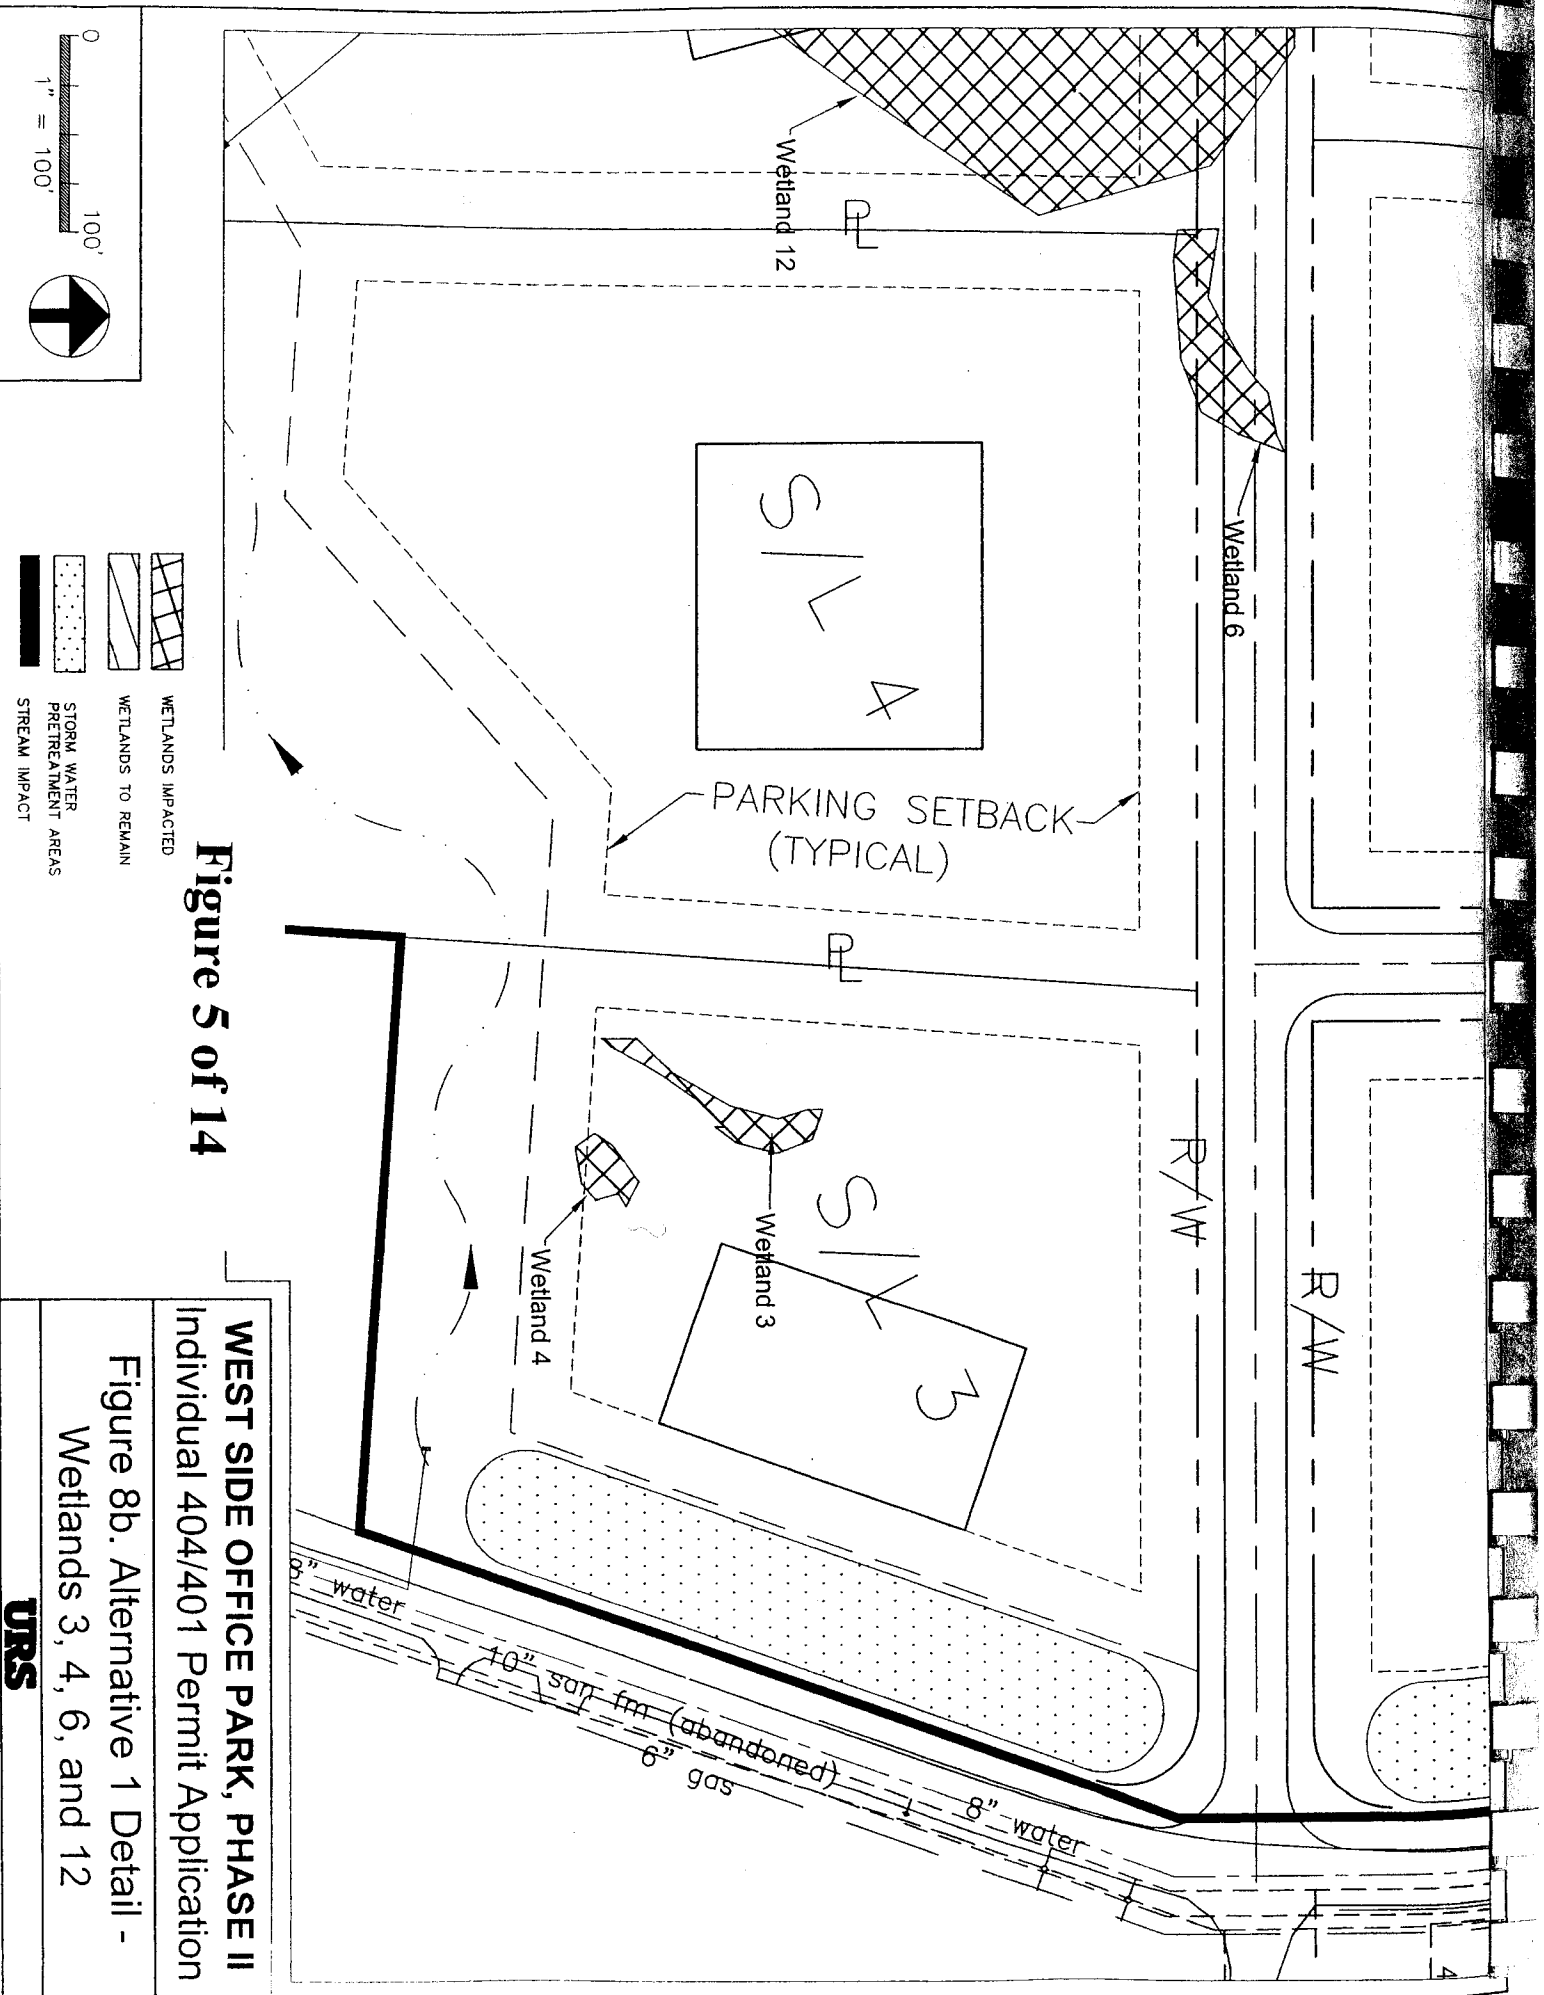 Wetland 12
PL
Wetland 6
S/L 4
PARKING SETBACK
(TYPICAL)
PL
R/W
R/W
S/L 3
Wetland 3
Wetland 4
8" water
10" san fm (abandoned)
6" gas
8" water
4
0
100'
1" = 100'
WETLANDS IMPACTED
WETLANDS TO REMAIN
STORM WATER
PRETREATMENT AREAS
STREAM IMPACT
Figure 5 of 14
WEST SIDE OFFICE PARK, PHASE II
Individual 404/401 Permit Application
Figure 8b. Alternative 1 Detail -
Wetlands 3, 4, 6, and 12
URS